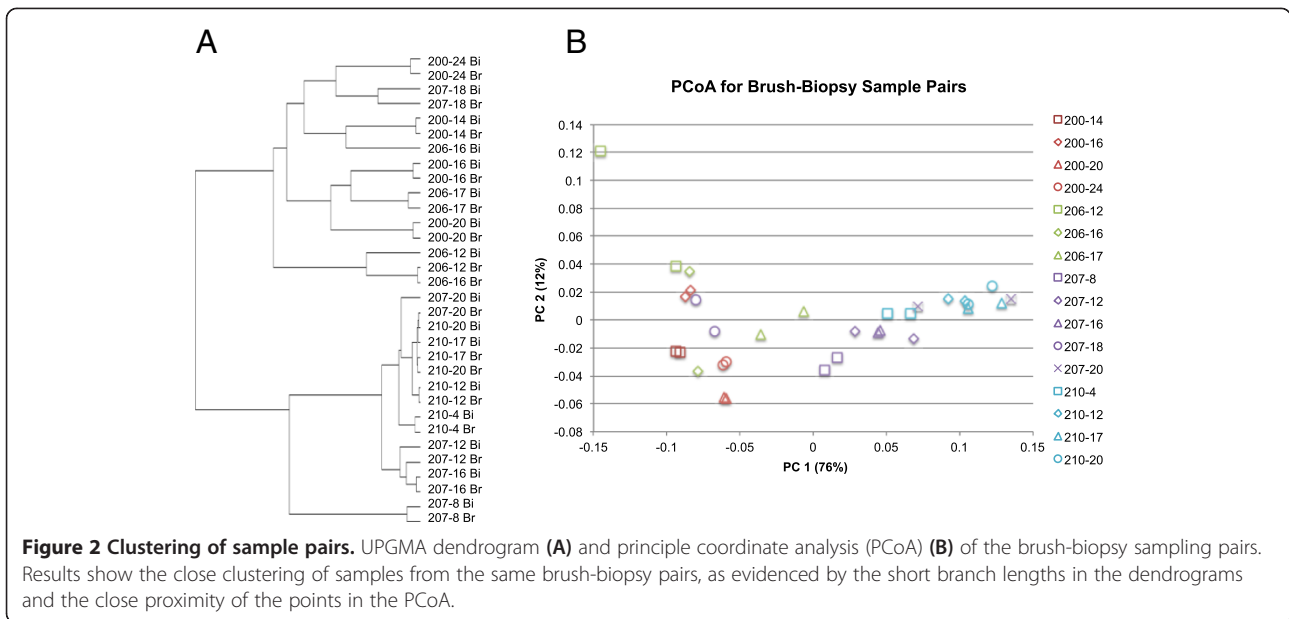 A
200-24 Bi
200-24 Br
207-18 Bi
207-18 Br
200-14 Bi
200-14 Br
206-16 Bi
200-16 Bi
200-16 Br
206-17 Bi
206-17 Br
200-20 Bi
200-20 Br
206-12 Bi
206-12 Br
206-16 Br
207-20 Bi
207-20 Br
210-20 Bi
210-17 Bi
210-17 Br
210-20 Br
210-12 Bi
210-12 Br
210-4 Bi
210-4 Br
207-12 Bi
207-12 Br
207-16 Bi
207-16 Br
207-8 Bi
207-8 Br
B
PCoA for Brush-Biopsy Sample Pairs
0.14
0.12
0.1
0.08
0.06
0.04
0.02
0
-0.02
-0.04
-0.06
-0.08
PC 2 (12%)
-0.15 -0.1 -0.05 0 0.05 0.1 0.15
PC 1 (76%)
200-14
200-16
200-20
200-24
206-12
206-16
206-17
207-8
207-12
207-16
207-18
207-20
210-4
210-12
210-17
210-20
Figure 2 Clustering of sample pairs. UPGMA dendrogram (A) and principle coordinate analysis (PCoA) (B) of the brush-biopsy sampling pairs.
Results show the close clustering of samples from the same brush-biopsy pairs, as evidenced by the short branch lengths in the dendrograms
and the close proximity of the points in the PCoA.